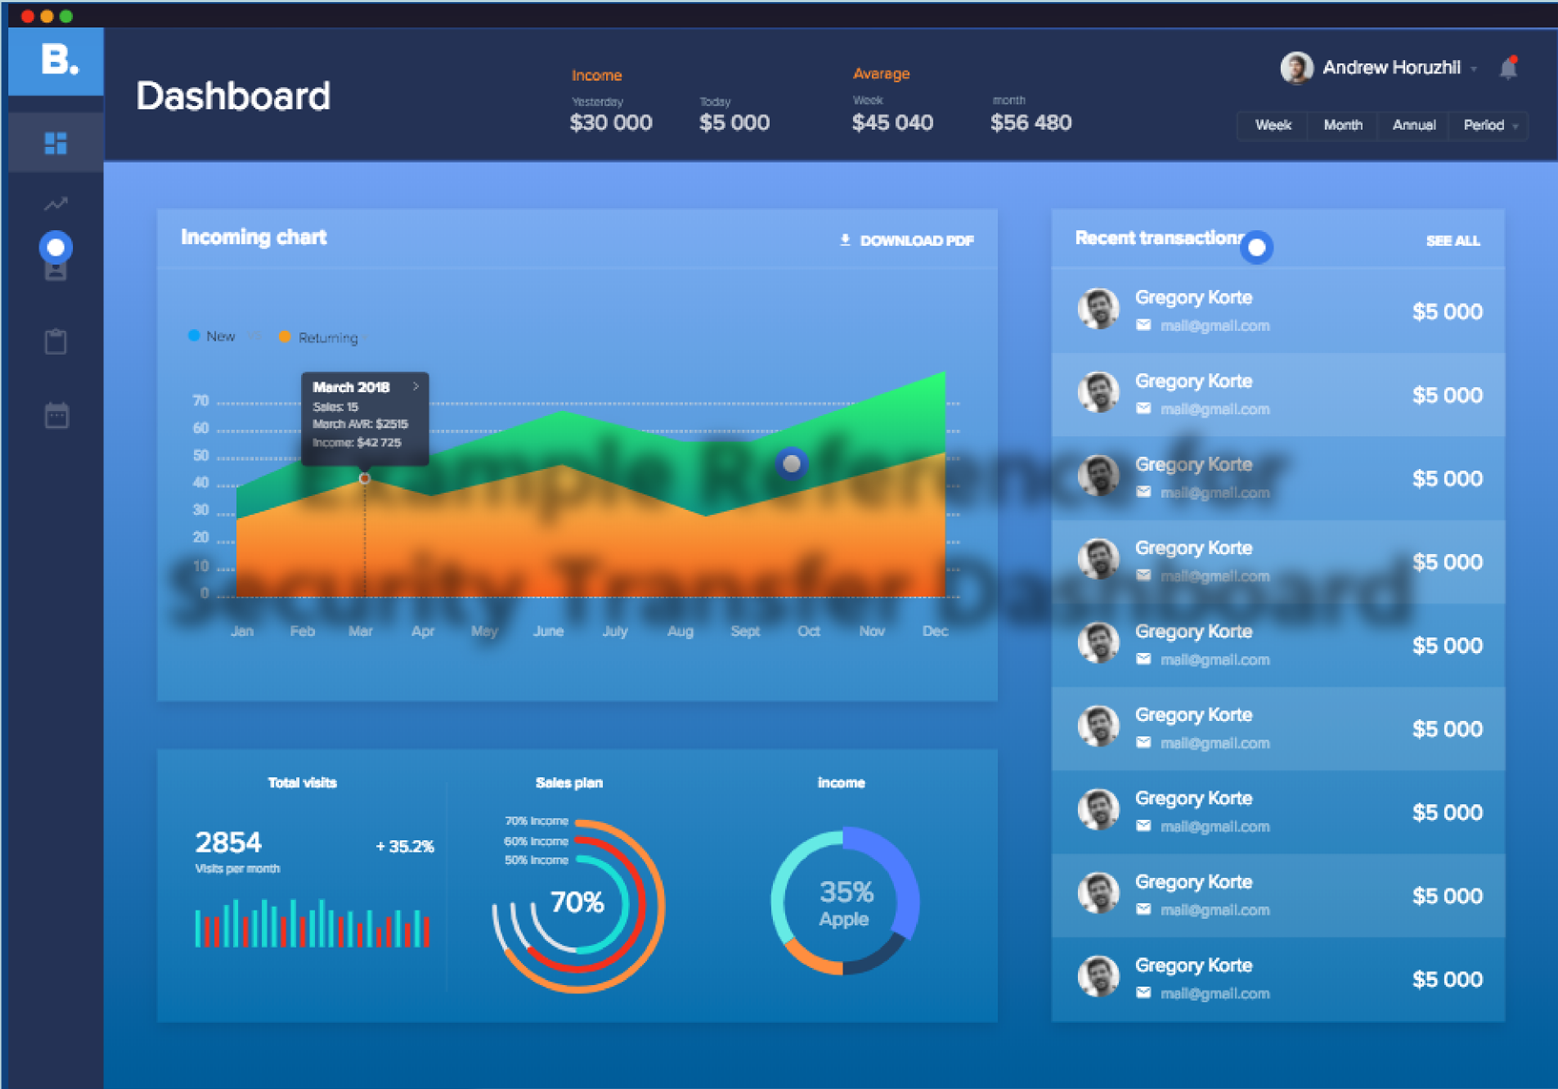 B.
Dashboard
Income
Yesterday
$30 000
Today
$5 000
Avarage
Week
$45 040
month
$56 480
Andrew Horuzhii
Week
Month
Annual
Period
Incoming chart
DOWNLOAD PDF
New
Returning
March 2018
Sales: 15
March AVR: $2515
Income: $42 725
70
60
50
40
30
20
10
0
Jan Feb Mar Apr May June July Aug Sept Oct Nov Dec
Example Reference for
Security Transfer Dashboard
Recent transactions
SEE ALL
Gregory Korte
mail@gmail.com
$5 000
Gregory Korte
mail@gmail.com
$5 000
Gregory Korte
mail@gmail.com
$5 000
Gregory Korte
mail@gmail.com
$5 000
Gregory Korte
mail@gmail.com
$5 000
Gregory Korte
mail@gmail.com
$5 000
Gregory Korte
mail@gmail.com
$5 000
Gregory Korte
mail@gmail.com
$5 000
Gregory Korte
mail@gmail.com
$5 000
Total visits
2854
+ 35.2%
Visits per month
Sales plan
70% Income
60% Income
50% Income
70%
income
35%
Apple